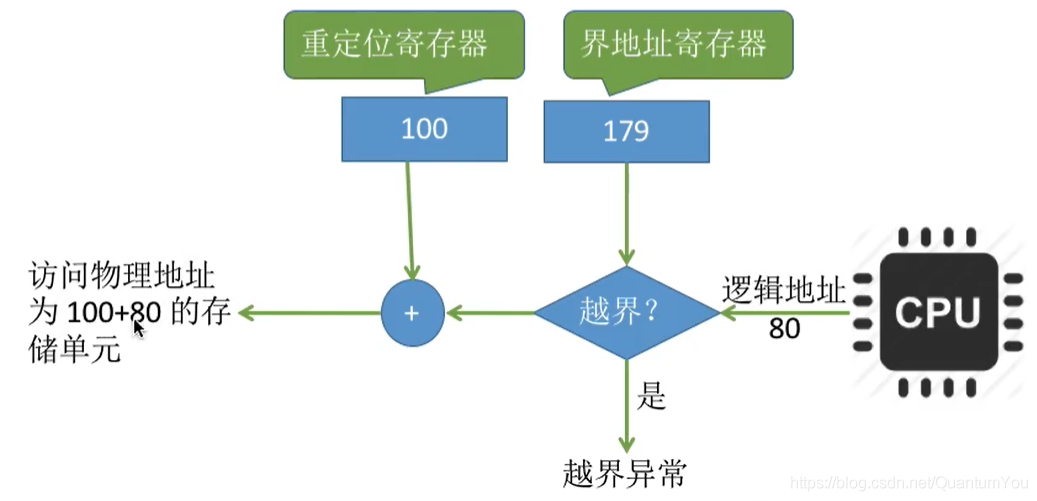 重定位寄存器
界地址寄存器
100
179
访问物理地址
为 100+80 的存
储单元
+
越界？
逻辑地址
80
CPU
是
越界异常
https://blog.csdn.net/QuantumYou